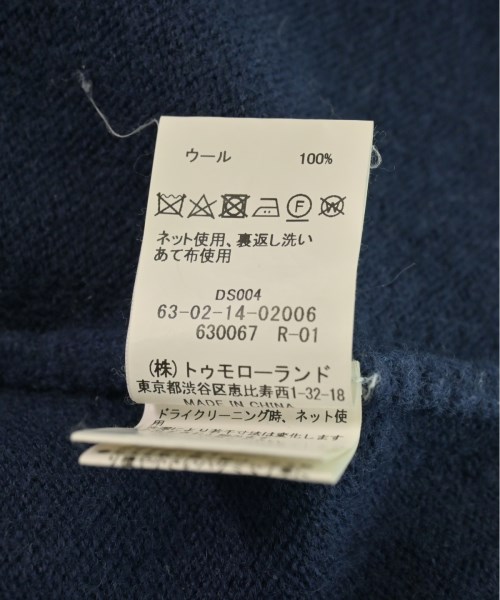 ウール 100%
ネット使用、裏返し洗い
あて布使用
DS004
63-02-14-02006
630067 R-01
(株)トゥモローランド
東京都渋谷区恵比寿西1-32-18
MADE IN CHINA
ドライクリーニング時、ネット使
用